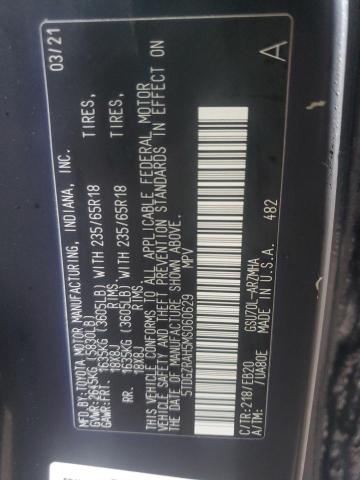 MFD.BY:TOYOTA MOTOR MANUFACTURING, INDIANA, INC. 03/21
GVWR:2645KG (5830LB)
GAWR:FRT. 1635KG (3605LB) WITH 235/65R18 TIRES,
18X8J RIMS
RR. 1635KG (3605LB) WITH 235/65R18 TIRES,
18X8J RIMS
THIS VEHICLE CONFORMS TO ALL APPLICABLE FEDERAL MOTOR
VEHICLE SAFETY AND THEFT PREVENTION STANDARDS IN EFFECT ON
THE DATE OF MANUFACTURE SHOWN ABOVE.
5TDGZRAH5MS060629 MPV
482
C/TR:218/EB20 GSU70L-ARZMHA
A/TM: /UA80E MADE IN U.S.A. A